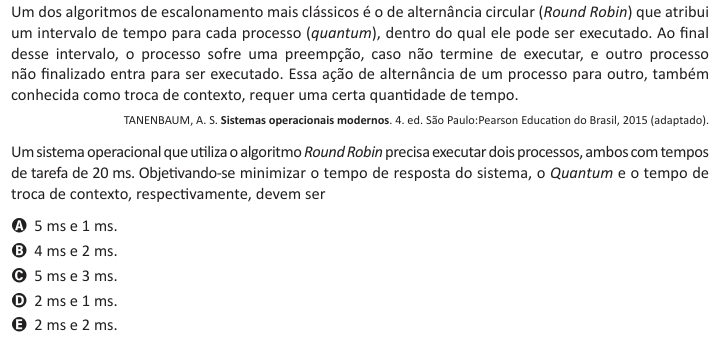 Um dos algoritmos de escalonamento mais clássicos é o de alternância circular (Round Robin) que atribui
um intervalo de tempo para cada processo (quantum), dentro do qual ele pode ser executado. Ao final
desse intervalo, o processo sofre uma preempção, caso não termine de executar, e outro processo
não finalizado entra para ser executado. Essa ação de alternância de um processo para outro, também
conhecida como troca de contexto, requer uma certa quantidade de tempo.
TANENBAUM, A. S. Sistemas operacionais modernos. 4. ed. São Paulo:Pearson Education do Brasil, 2015 (adaptado).
Um sistema operacional que utiliza o algoritmo Round Robin precisa executar dois processos, ambos com tempos
de tarefa de 20 ms. Objetivando-se minimizar o tempo de resposta do sistema, o Quantum e o tempo de
troca de contexto, respectivamente, devem ser
A 5 ms e 1 ms.
B 4 ms e 2 ms.
C 5 ms e 3 ms.
D 2 ms e 1 ms.
E 2 ms e 2 ms.